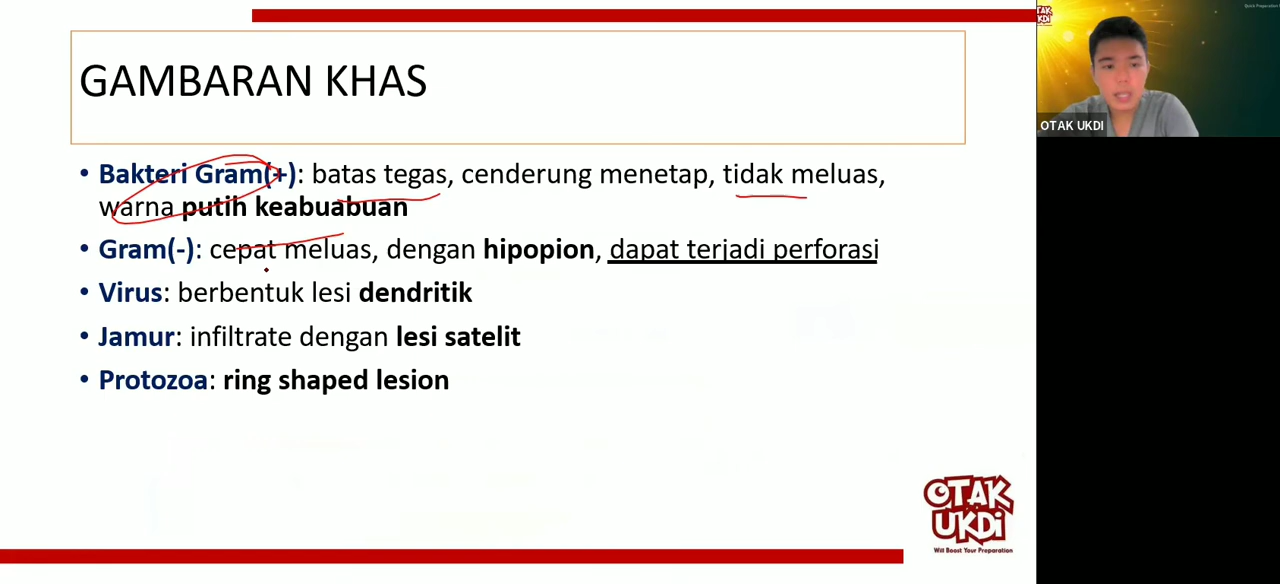 GAMBARAN KHAS
• Bakteri Gram(+): batas tegas, cenderung menetap, tidak meluas,
warna putih keabuabuan
• Gram(-): cepat meluas, dengan hipopion, dapat terjadi perforasi
• Virus: berbentuk lesi dendritik
• Jamur: infiltrate dengan lesi satelit
• Protozoa: ring shaped lesion
OTAK
UKDI
Will Boost Your Preparation
OTAK
UKDI
OTAK UKDI